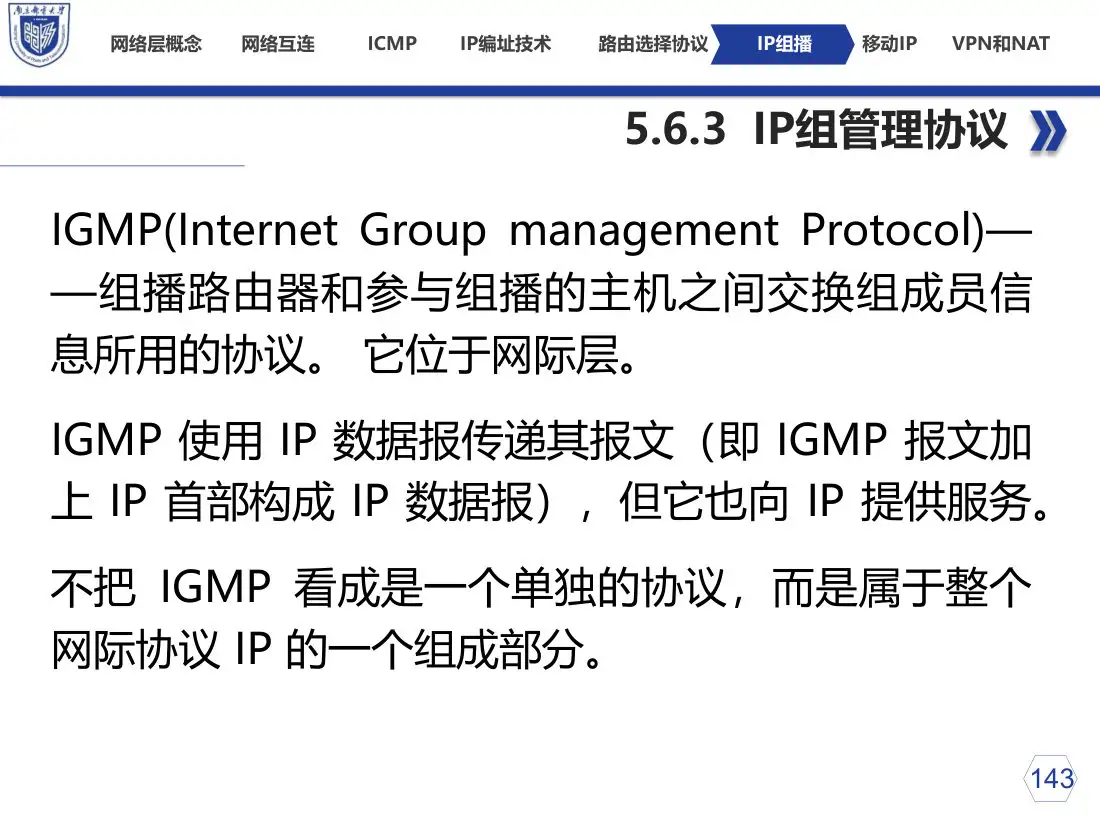 南京邮电大学
网络层概念 网络互连 ICMP IP编址技术 路由选择协议 IP组播 移动IP VPN和NAT
5.6.3 IP组管理协议
IGMP(Internet Group management Protocol)—
—组播路由器和参与组播的主机之间交换组成员信
息所用的协议。 它位于网际层。
IGMP 使用 IP 数据报传递其报文（即 IGMP 报文加
上 IP 首部构成 IP 数据报），但它也向 IP 提供服务。
不把 IGMP 看成是一个单独的协议，而是属于整个
网际协议 IP 的一个组成部分。
143